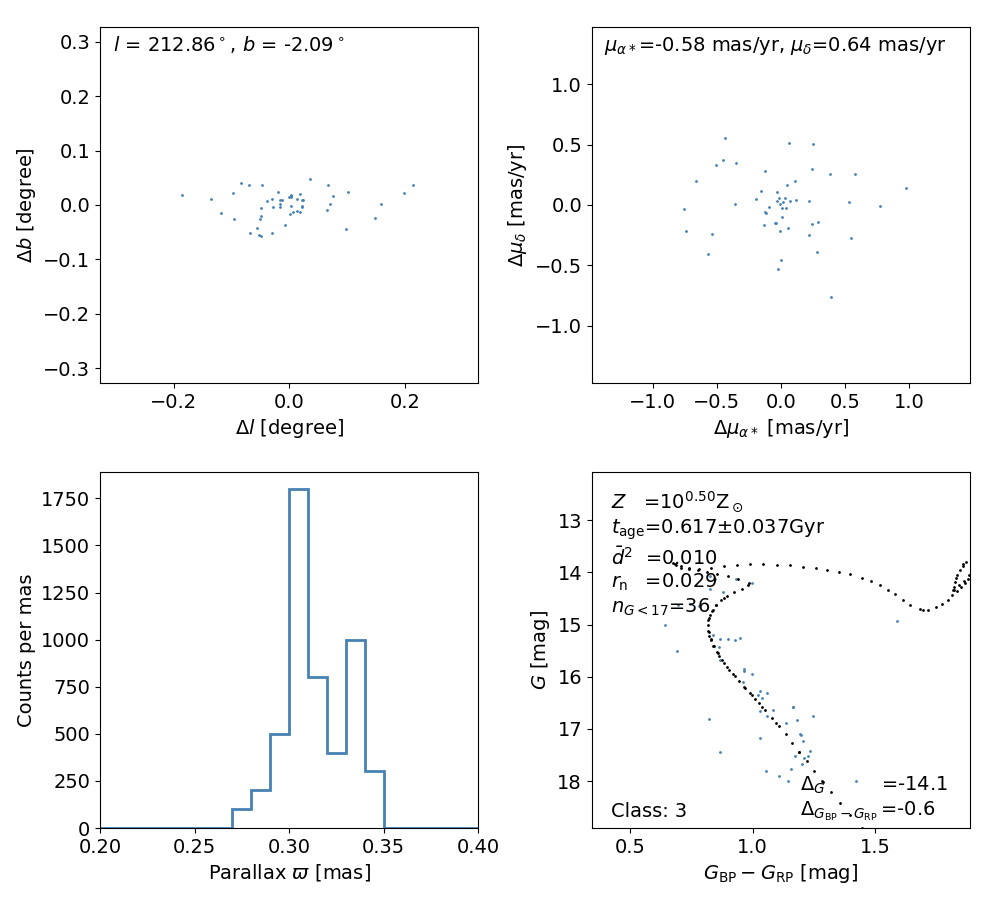 l = 212.86°, b = -2.09°
0.3
0.2
0.1
0.0
−0.1
−0.2
−0.3
Δb [degree]
−0.2 0.0 0.2
Δl [degree]
μα*=-0.58 mas/yr, μδ=0.64 mas/yr
1.0
0.5
0.0
−0.5
−1.0
Δμδ [mas/yr]
−1.0 −0.5 0.0 0.5 1.0
Δμα* [mas/yr]
1750
1500
1250
1000
750
500
250
0
Counts per mas
0.20 0.25 0.30 0.35 0.40
Parallax ϖ [mas]
Z =10^0.50 Z⊙
t_age=0.617±0.037Gyr
d̄² =0.010
r_n =0.029
n_G<17=36
13
14
15
16
17
18
G [mag]
Δ_G =-14.1
Δ_GBP−GRP =-0.6
Class: 3
0.5 1.0 1.5
G_BP − G_RP [mag]